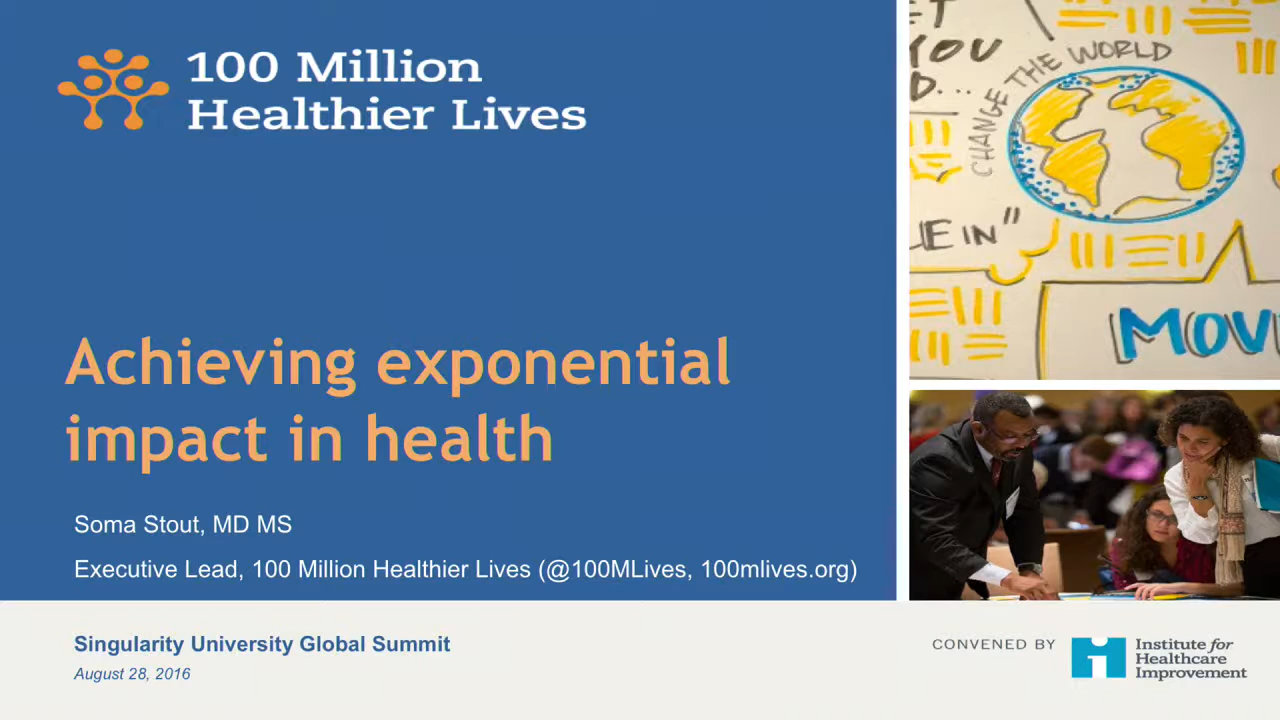 100 Million
Healthier Lives
Achieving exponential
impact in health
Soma Stout, MD MS
Executive Lead, 100 Million Healthier Lives (@100MLives, 100mlives.org)
Singularity University Global Summit
August 28, 2016
CONVENED BY
Institute for
Healthcare
Improvement
YOU
CHANGE THE WORLD
IN"